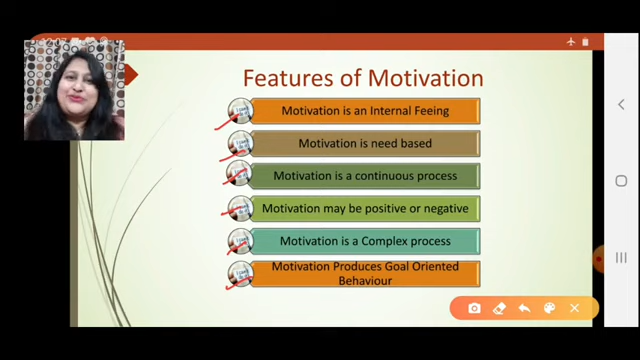 Features of Motivation
Motivation is an Internal Feeing
Motivation is need based
Motivation is a continuous process
Motivation may be positive or negative
Motivation is a Complex process
Motivation Produces Goal Oriented
Behaviour